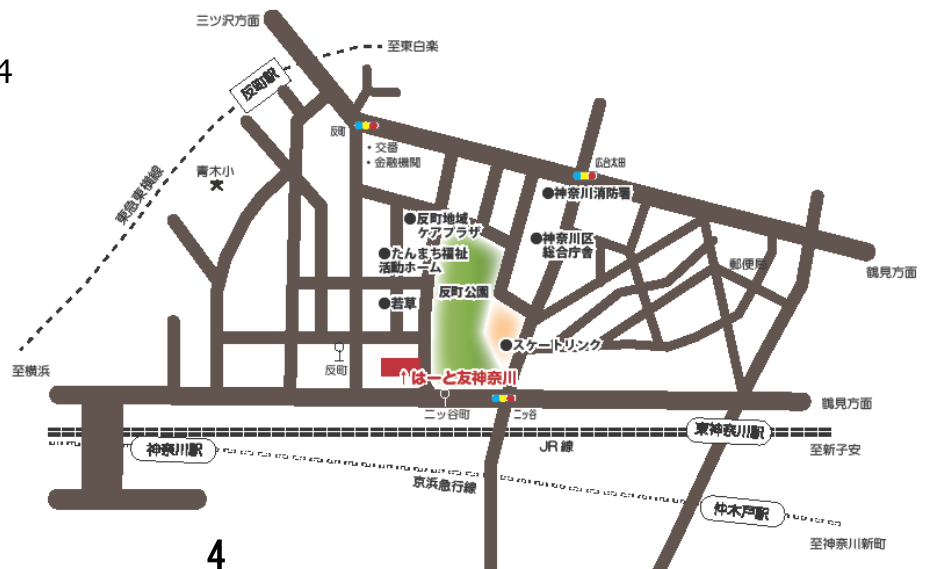 三ツ沢方面
至東白楽
4
反町駅
反町
・交番
・金融機関
広台太田
青木小
東急東横線
●神奈川消防署
●反町地域
ケアプラザ
●神奈川区
総合庁舎
●たんまち福祉
活動ホーム
郵便局
鶴見方面
反町公園
●若草
●スケートリンク
至横浜
反町
↑はーと友神奈川
鶴見方面
二ッ谷町
二ッ谷
東神奈川駅
神奈川駅
JR線
至新子安
京浜急行線
仲木戸駅
至神奈川新町
4